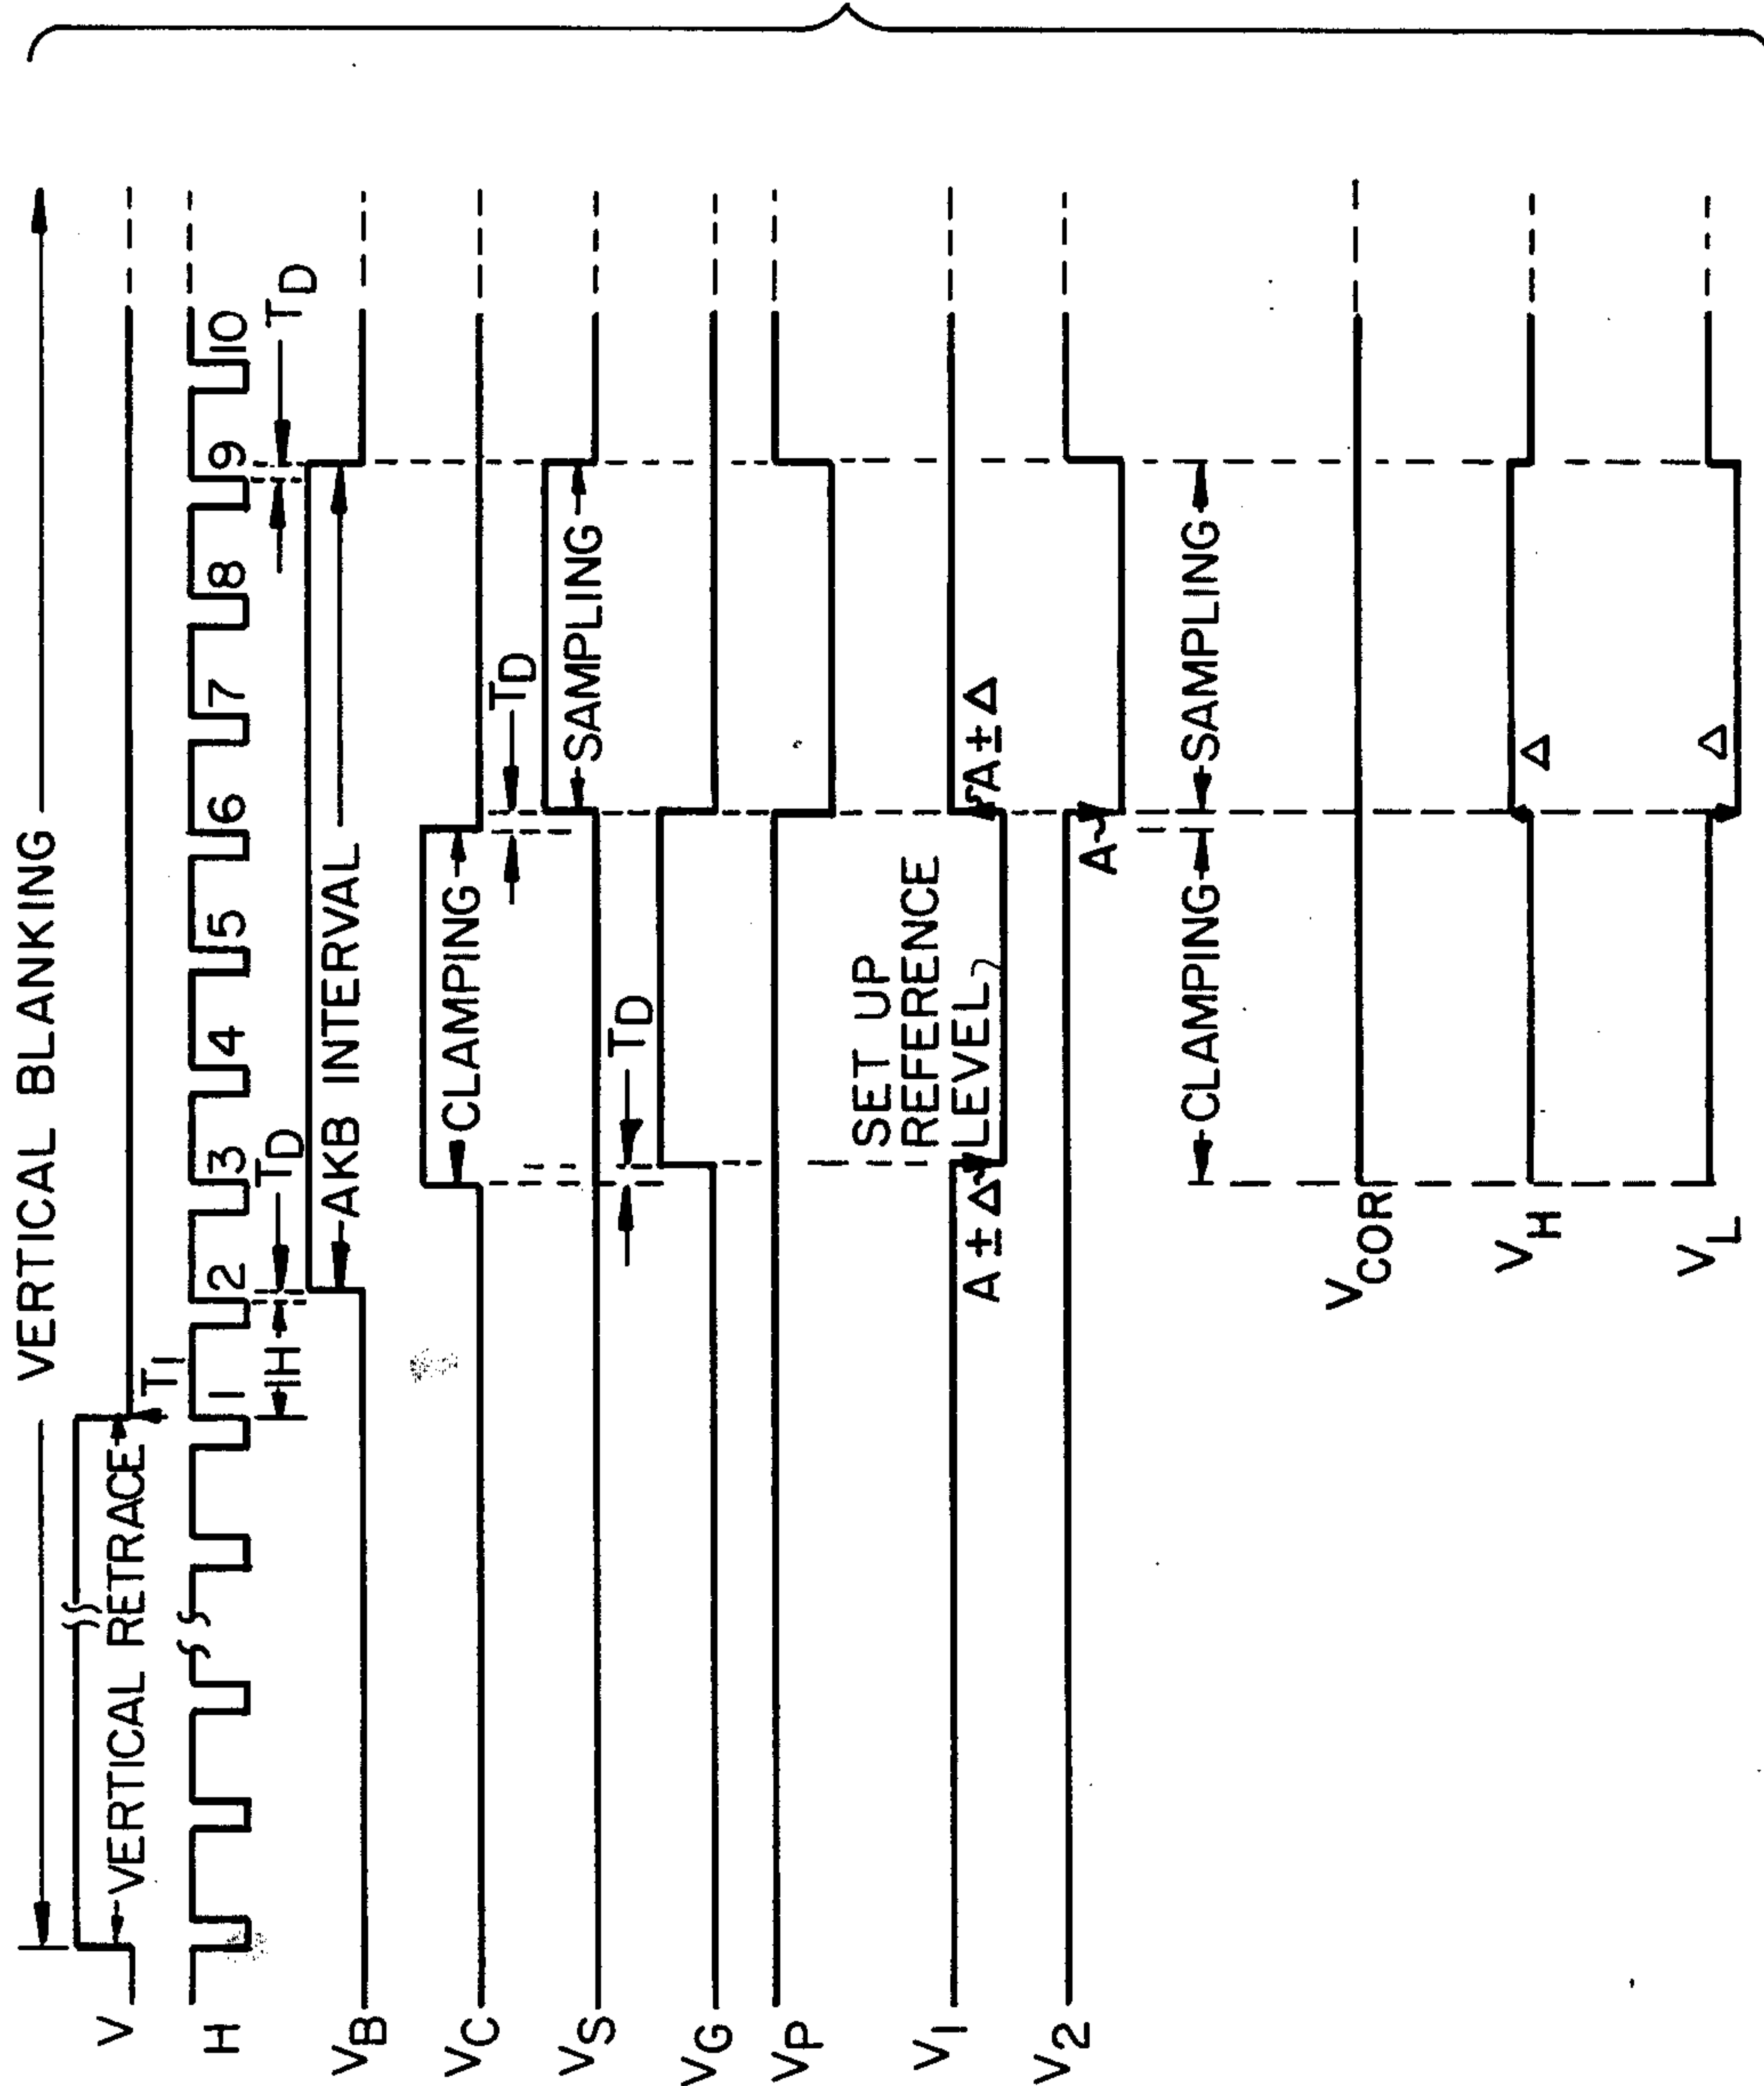 VERTICAL BLANKING
V
VERTICAL RETRACE
T1
H
1 2 3 4 5 6 7 8 9 10
1H
TD
TD
VB
AKB INTERVAL
VC
CLAMPING
TD
VS
SAMPLING
TD
VG
VP
SET UP
REFERENCE
LEVEL
V1
A ± Δ
A ± Δ
V2
A
CLAMPING
SAMPLING
VCOR
VH
Δ
VL
Δ